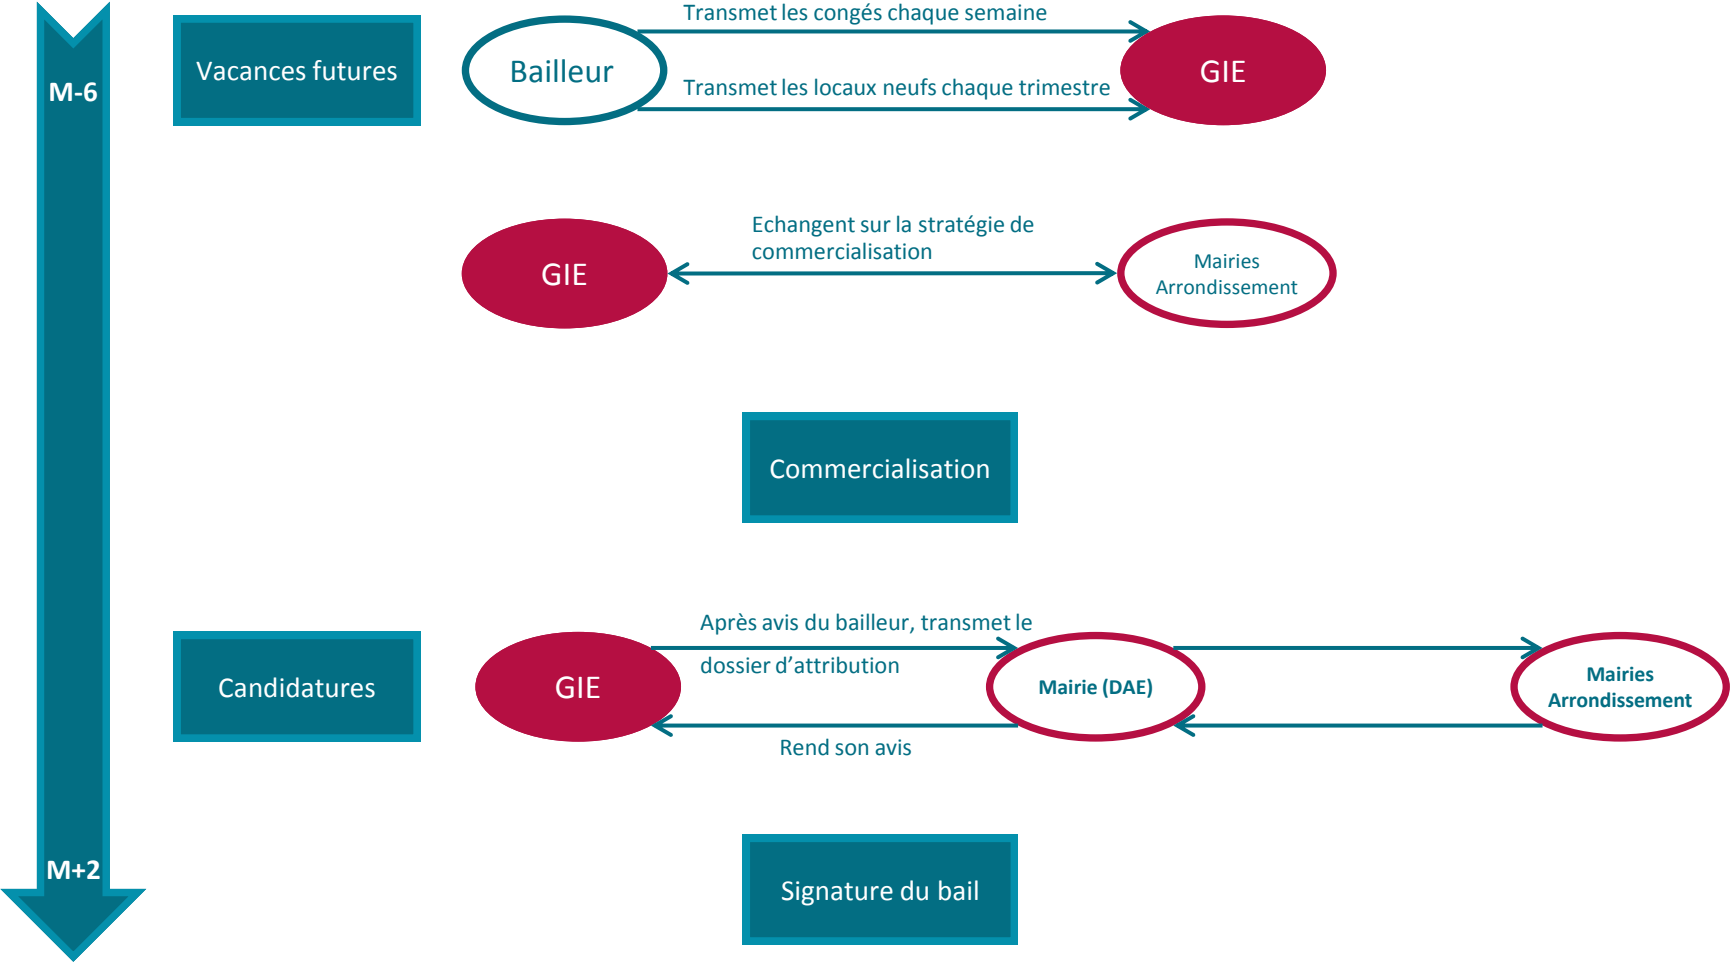 M-6
Vacances futures
Bailleur
Transmet les congés chaque semaine
Transmet les locaux neufs chaque trimestre
GIE
GIE
Echangent sur la stratégie de
commercialisation
Mairies
Arrondissement
Commercialisation
Candidatures
GIE
Après avis du bailleur, transmet le
dossier d’attribution
Rend son avis
Mairie (DAE)
Mairies
Arrondissement
M+2
Signature du bail